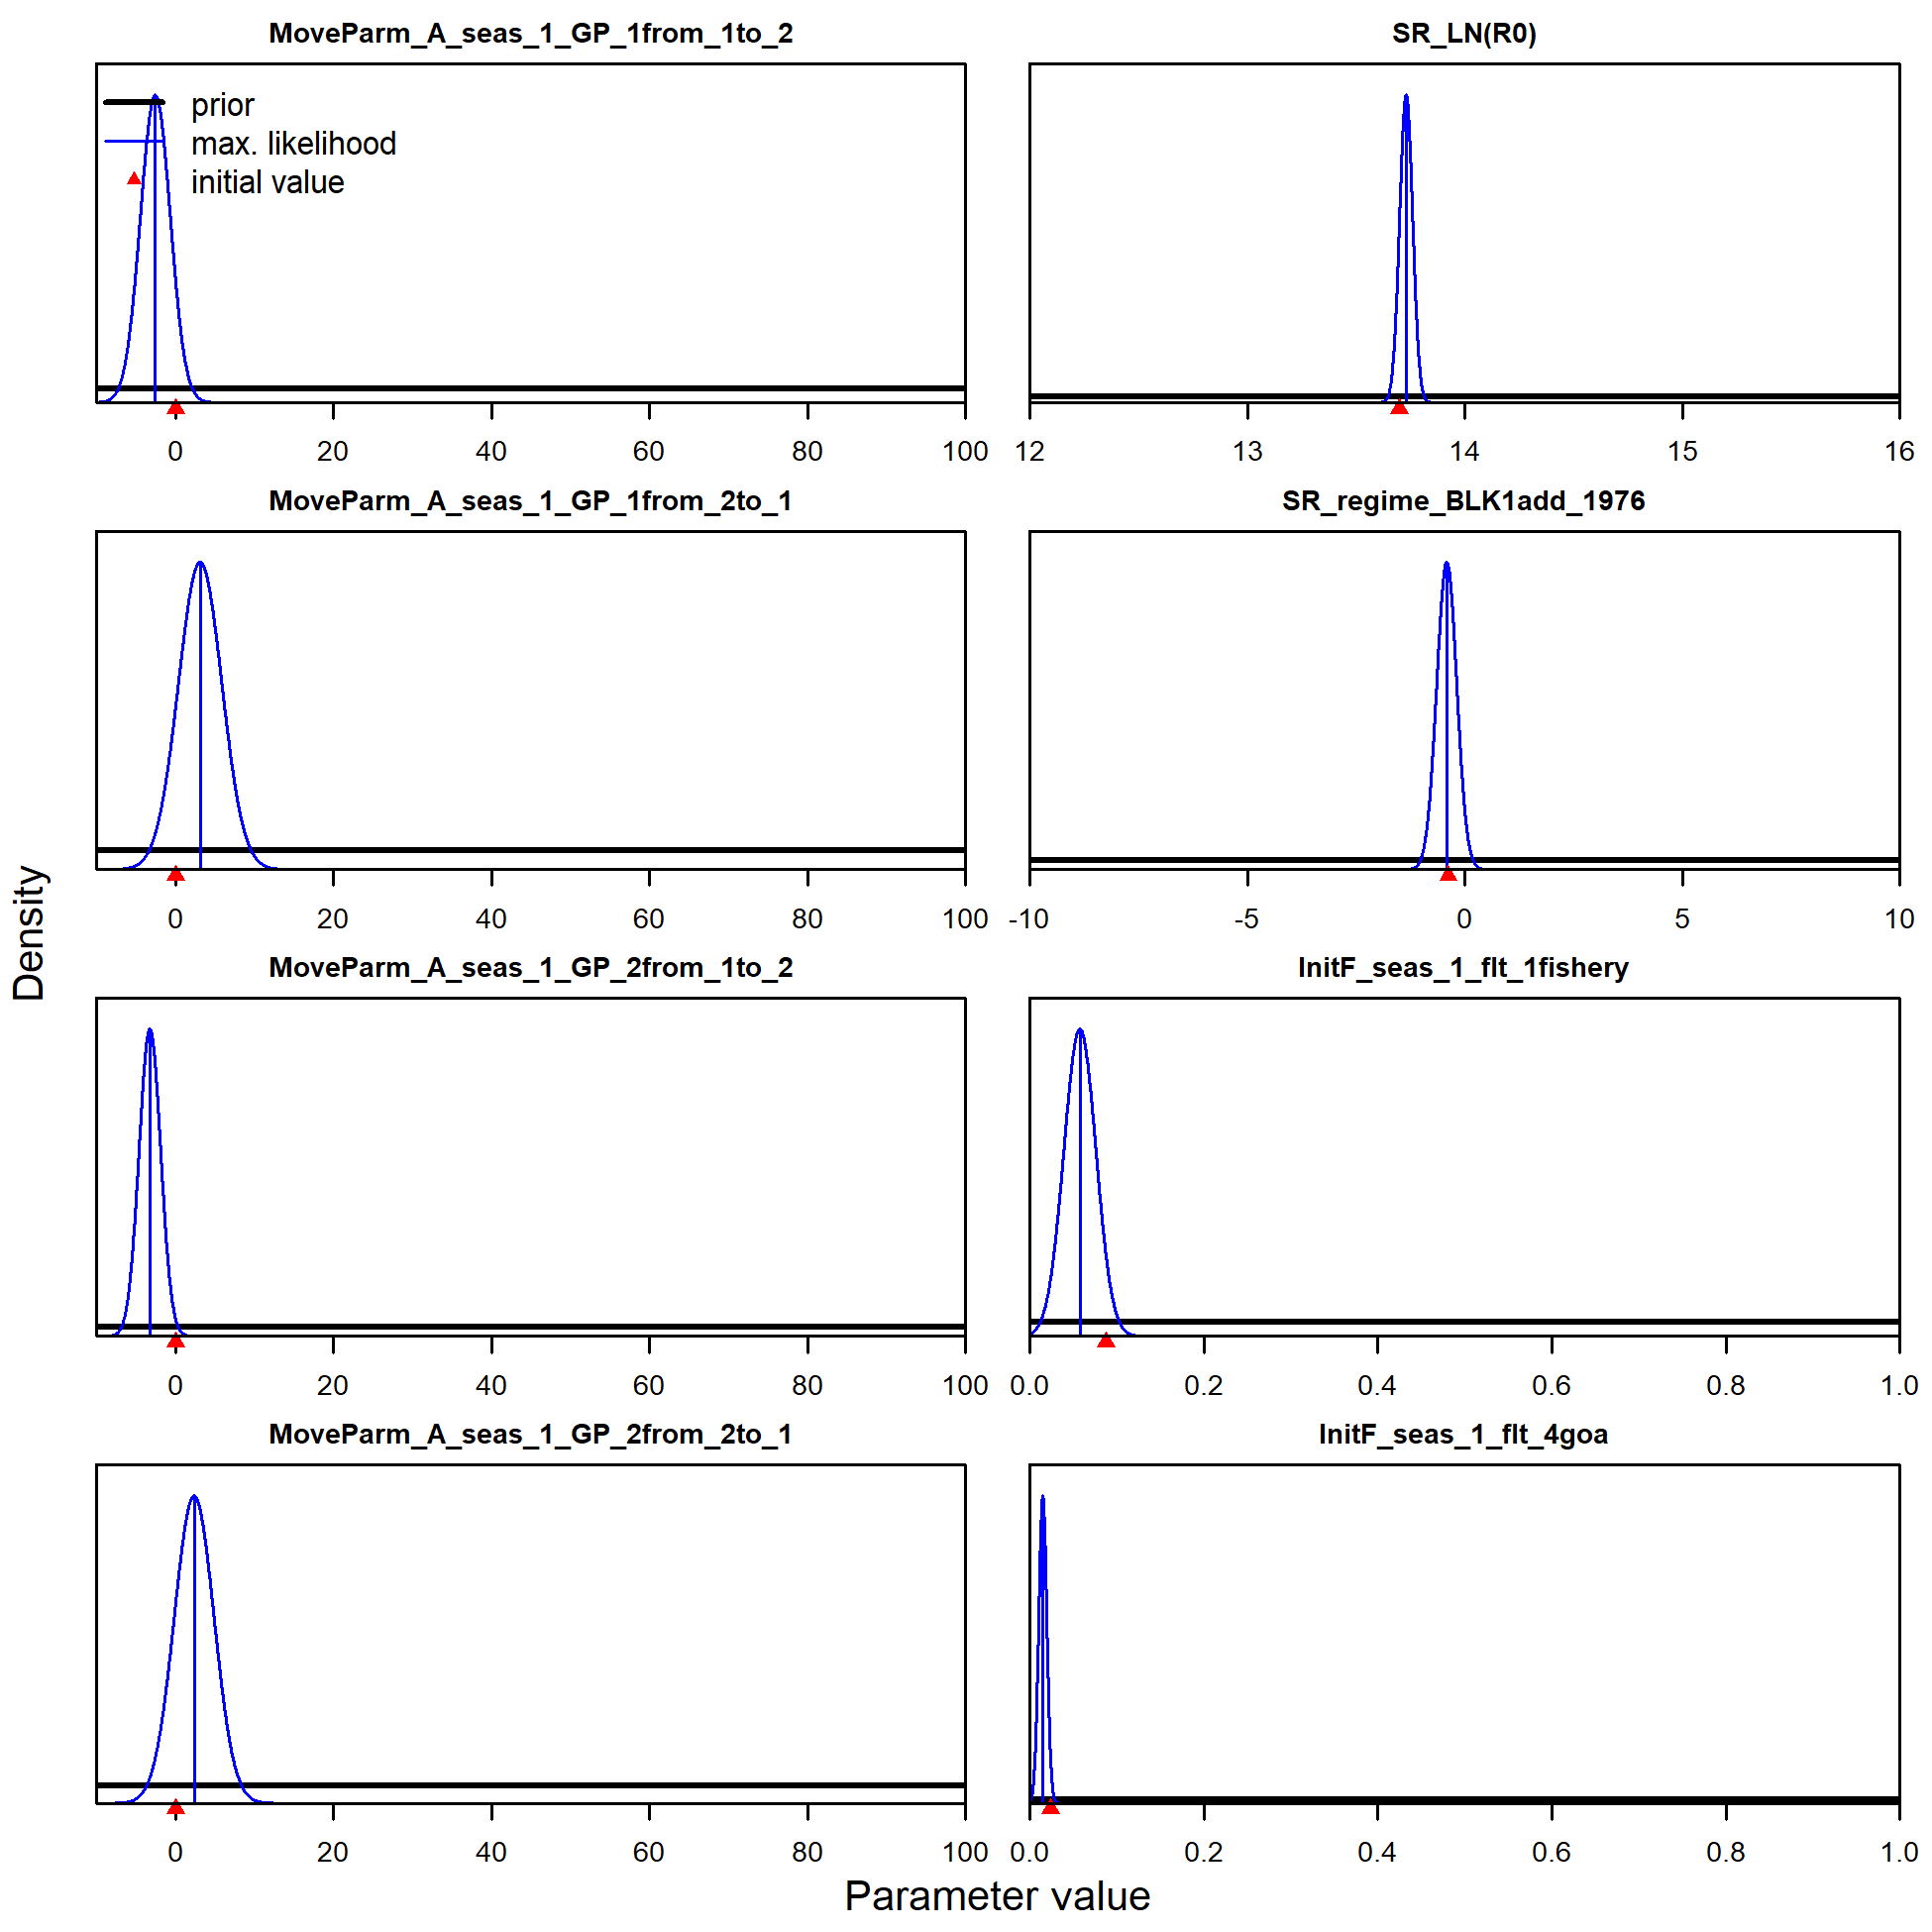 MoveParm_A_seas_1_GP_1from_1to_2
prior
max. likelihood
initial value
0 20 40 60 80 100
SR_LN(R0)
12 13 14 15 16
MoveParm_A_seas_1_GP_1from_2to_1
0 20 40 60 80 100
SR_regime_BLK1add_1976
-10 -5 0 5 10
MoveParm_A_seas_1_GP_2from_1to_2
0 20 40 60 80 100
InitF_seas_1_flt_1fishery
0.0 0.2 0.4 0.6 0.8 1.0
MoveParm_A_seas_1_GP_2from_2to_1
0 20 40 60 80 100
InitF_seas_1_flt_4goa
0.0 0.2 0.4 0.6 0.8 1.0
Density
Parameter value